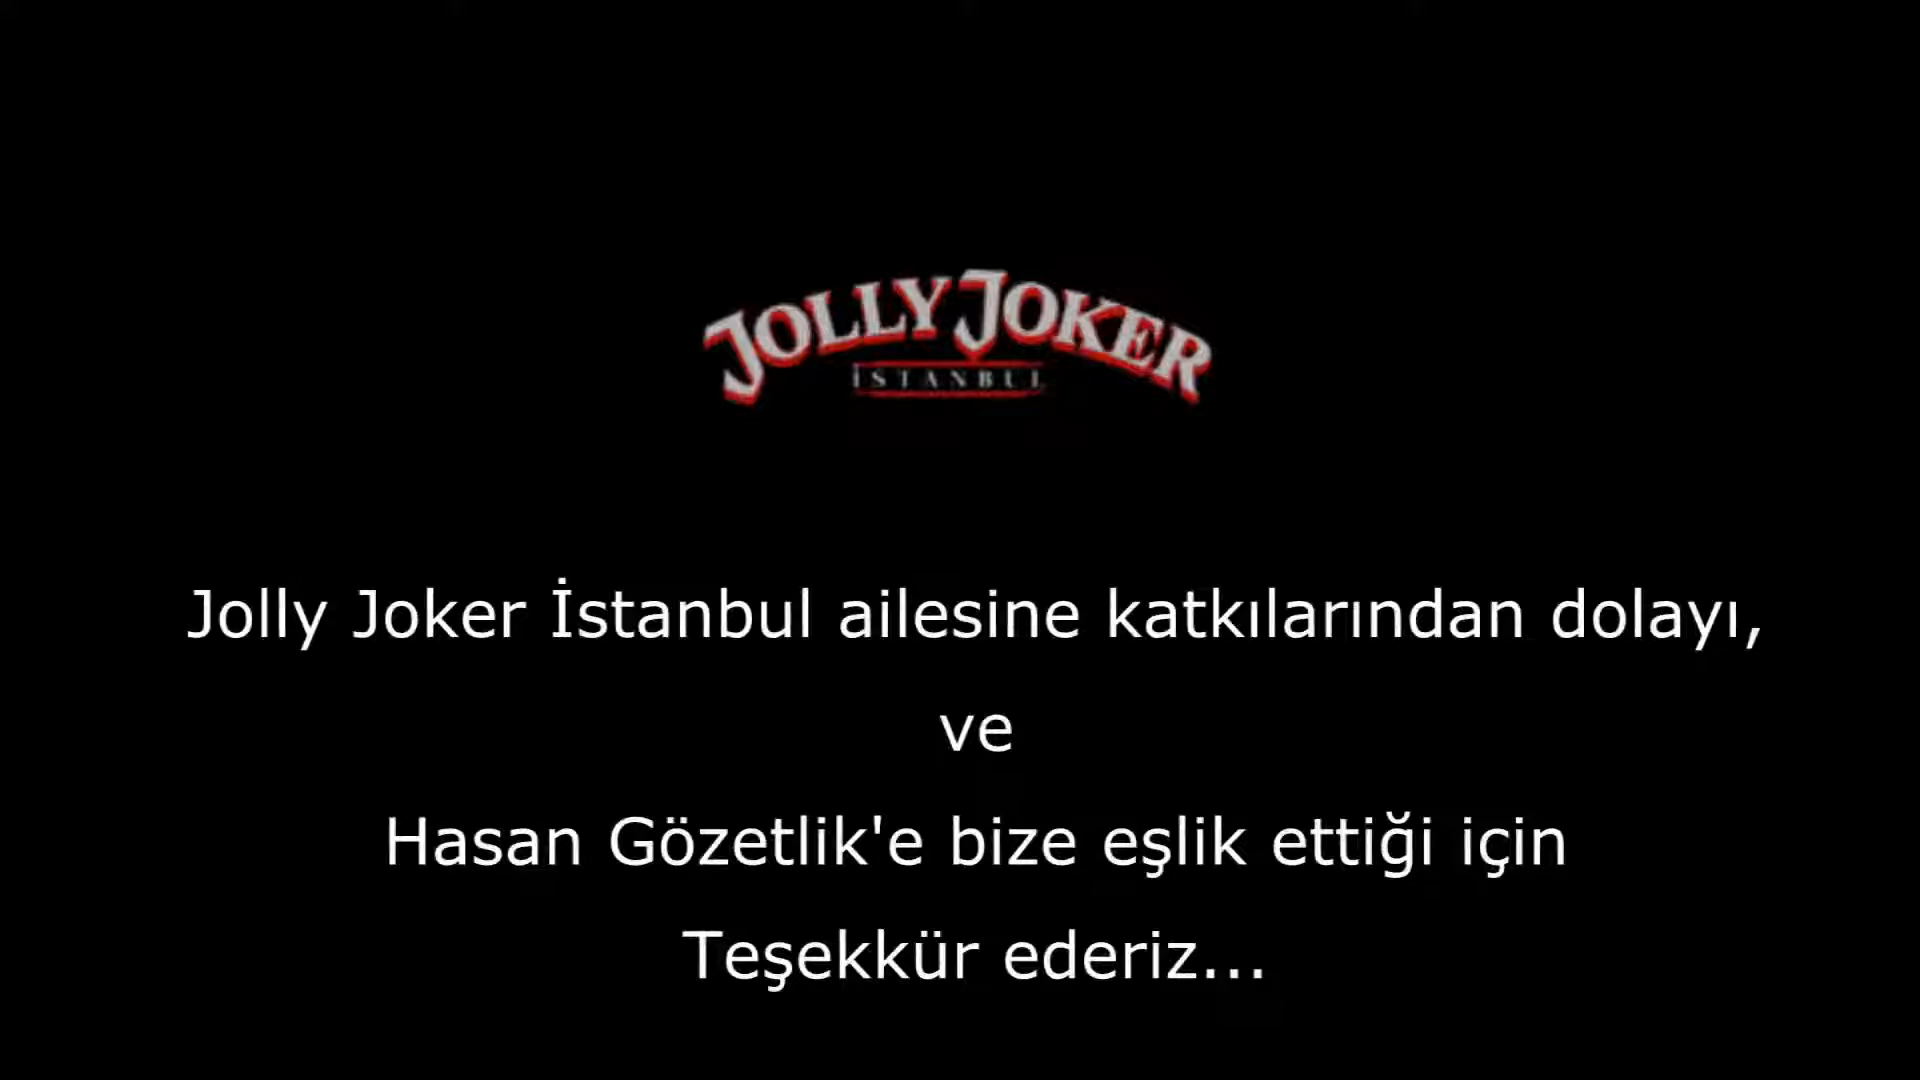 JOLLY JOKER
İSTANBUL
Jolly Joker İstanbul ailesine katkılarından dolayı,
ve
Hasan Gözetlik'e bize eşlik ettiği için
Teşekkür ederiz...